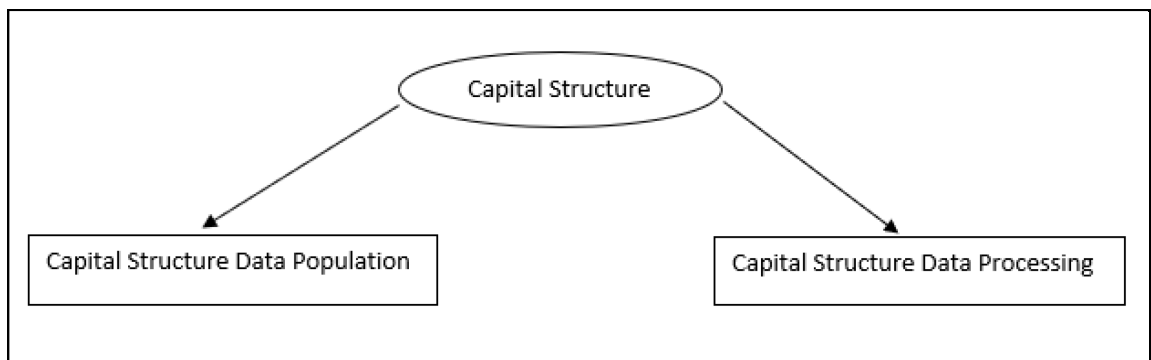 Capital Structure
Capital Structure Data Population
Capital Structure Data Processing